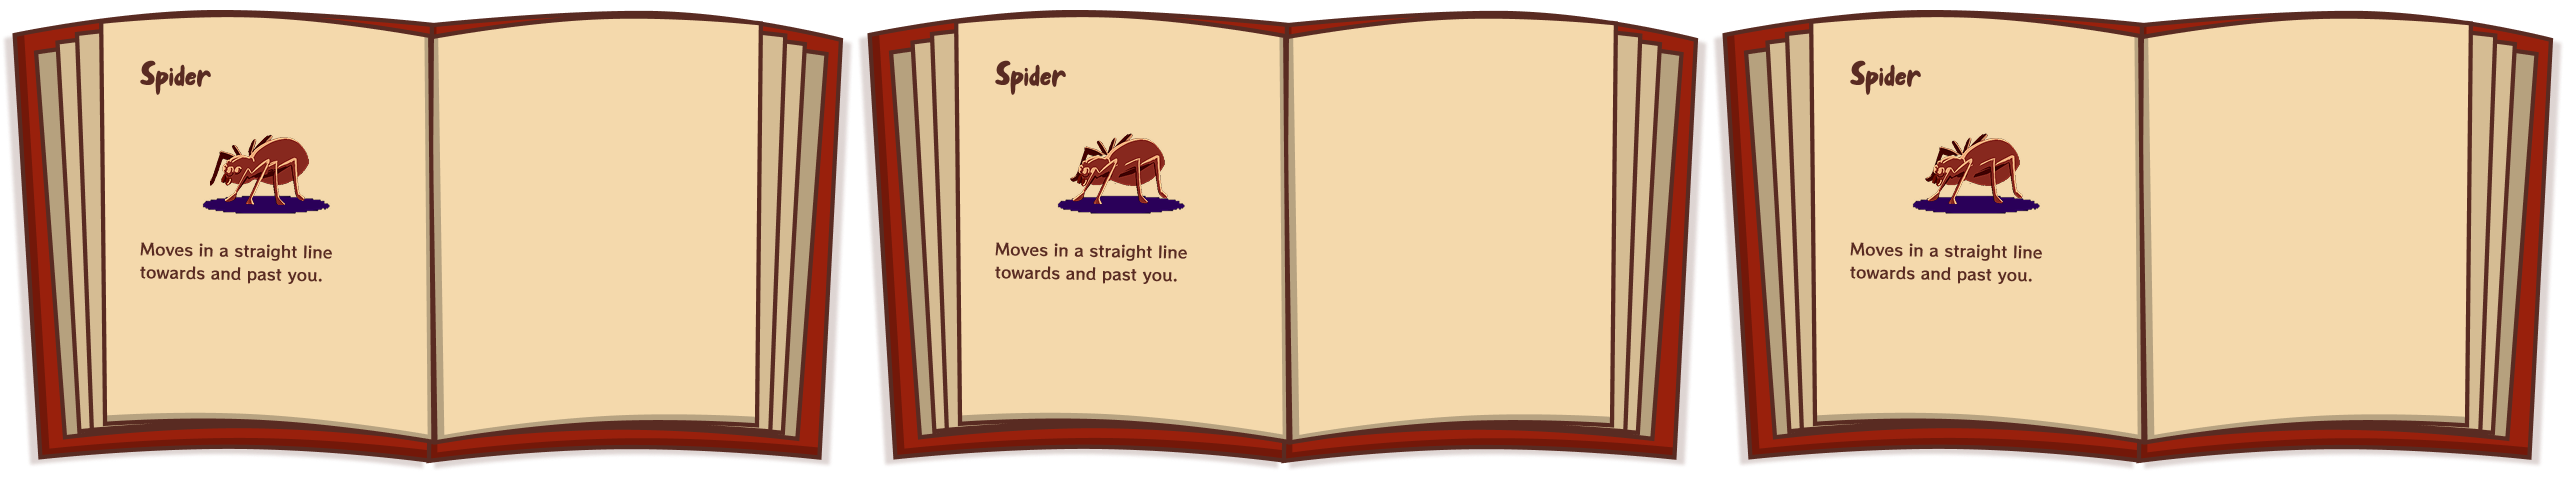 Spider
Moves in a straight line
towards and past you.
Spider
Moves in a straight line
towards and past you.
Spider
Moves in a straight line
towards and past you.